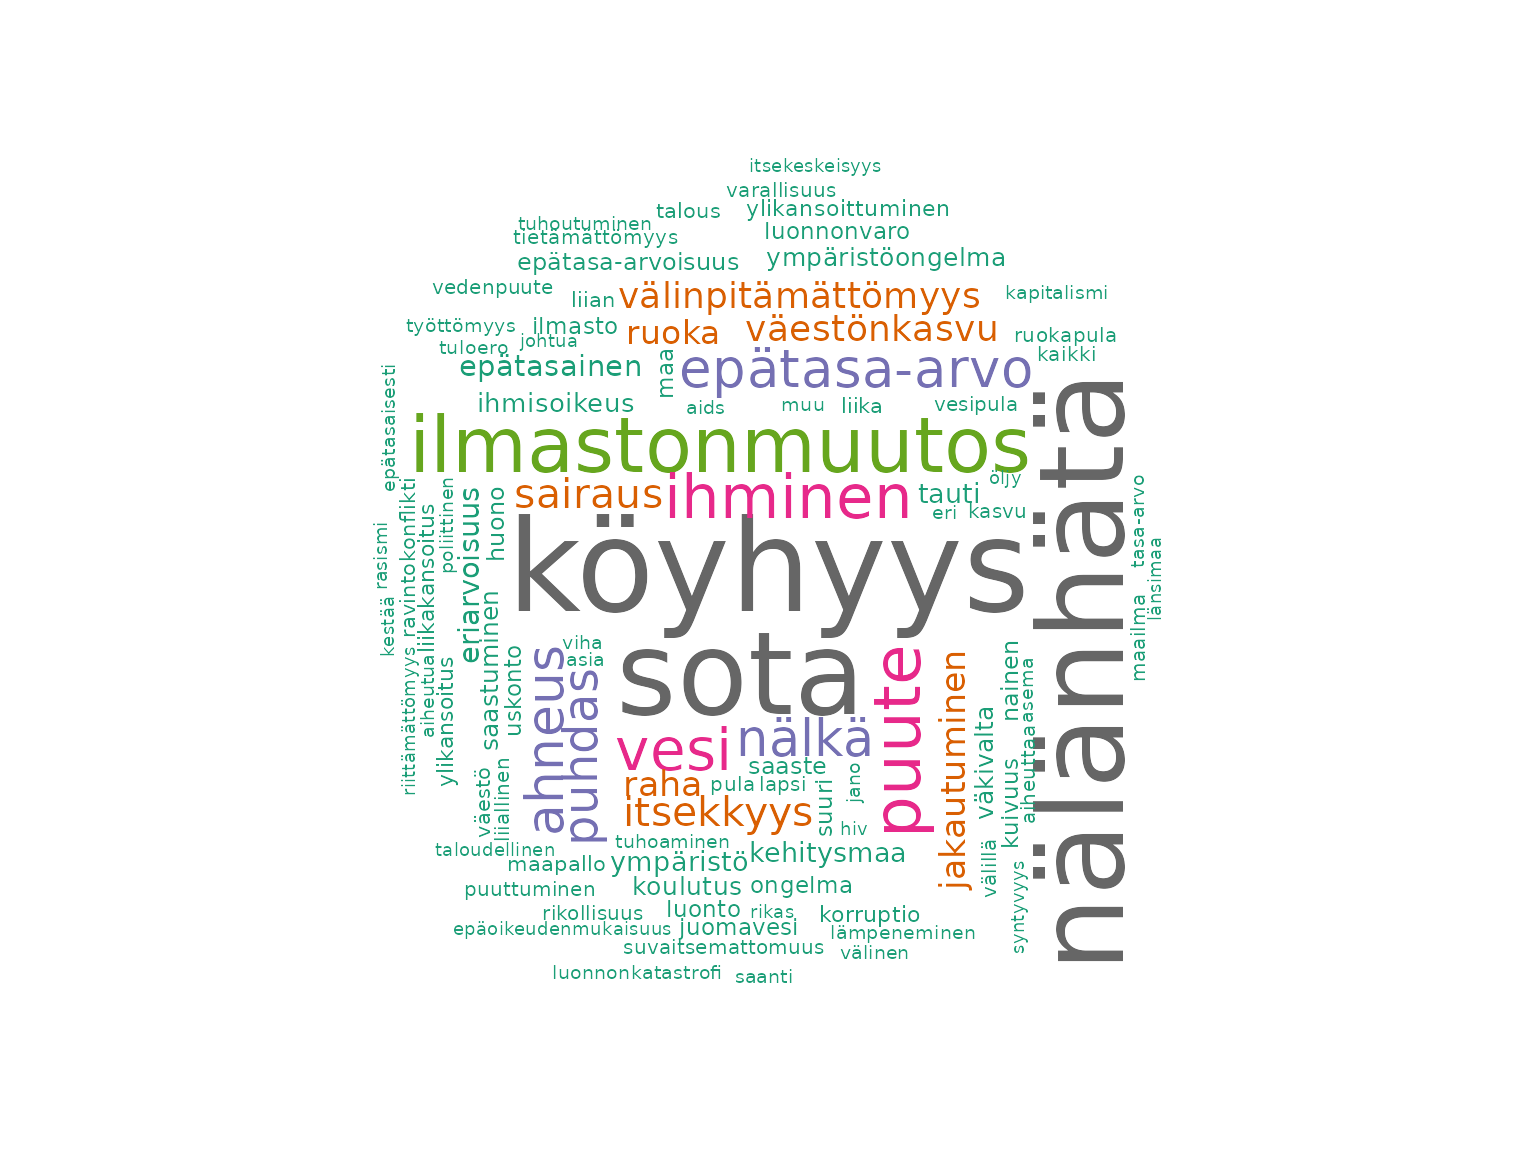 itsekeskeisyys
varallisuus
talous
ylikansoittuminen
tuhoutuminen
luonnonvaro
tietämättömyys
epätasa-arvoisuus
ympäristöongelma
vedenpuute
liian
välinpitämättömyys
kapitalismi
työttömyys
ilmasto
ruoka
väestönkasvu
ruokapula
tuloero
johtua
kaikki
epätasainen
maa
epätasa-arvo
epätasaisesti
ihmisoikeus
aids
muu
liika
vesipula
nälänhätä
ilmastonmuutos
sairaus
ihminen
tauti
öljy
eri
kasvu
tasa-arvo
länsimaa
maailma
rasismi
kestää
ravintokonflikti
liikakansoitus
poliittinen
eriarvoisuus
huono
köyhyys
saastuminen
uskonto
viha
asia
sota
puute
jakautuminen
nainen
asema
aiheuttaa
riittämättömyys
aiheutua
ylikansoitus
ahneus
puhdas
vesi
nälkä
väkivalta
kuivuus
väestö
liiallinen
saaste
raha
pula
lapsi
suuri
jano
itsekkyys
hiv
välillä
syntyvyys
taloudellinen
tuhoaminen
maapallo
ympäristö
kehitysmaa
puuttuminen
koulutus
ongelma
rikollisuus
luonto
rikas
korruptio
epäoikeudenmukaisuus
juomavesi
lämpeneminen
suvaitsemattomuus
välinen
luonnonkatastrofi
saanti